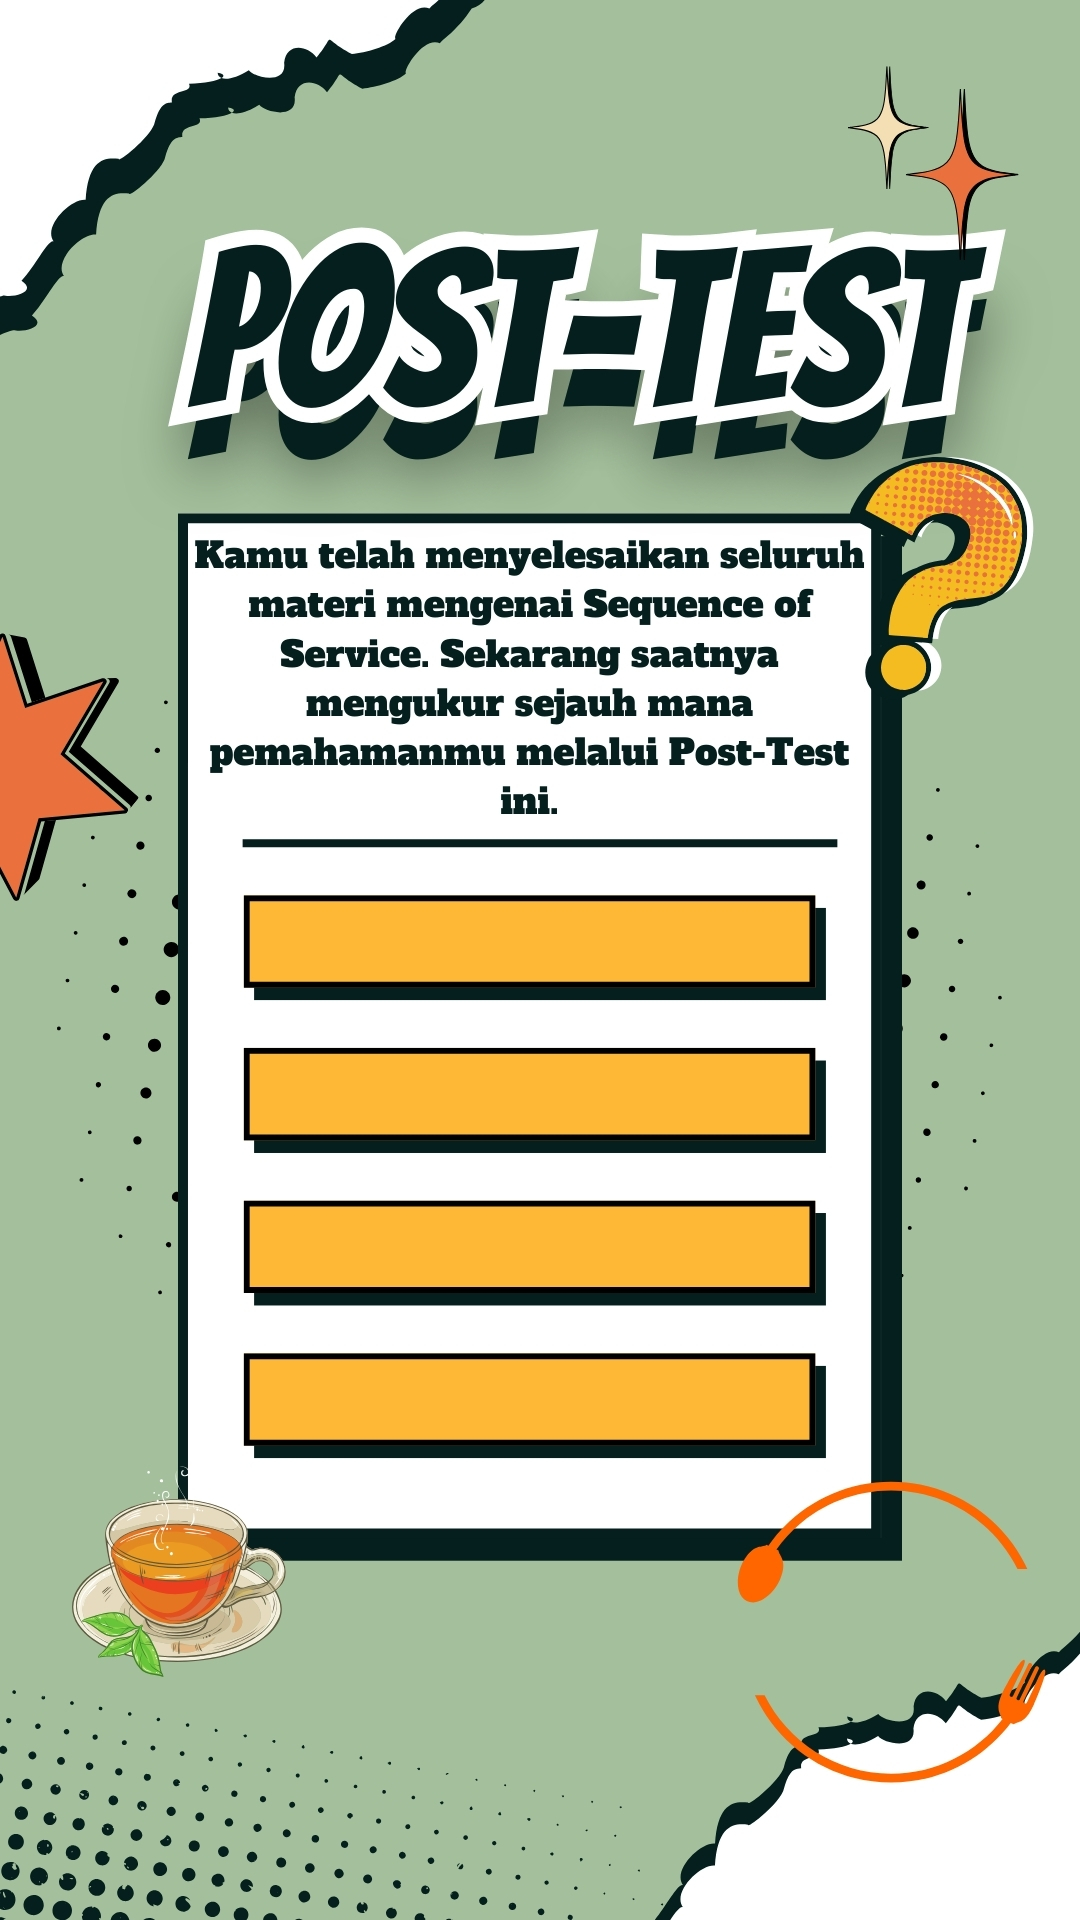 POST-TEST
Kamu telah menyelesaikan seluruh
materi mengenai Sequence of
Service. Sekarang saatnya
mengukur sejauh mana
pemahamanmu melalui Post-Test
ini.
?